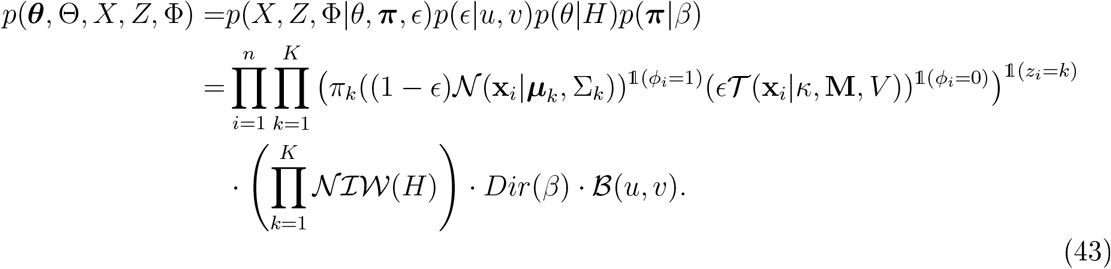 p(𝜽, Θ, X, Z, Φ) =p(X, Z, Φ|θ, 𝝅, ϵ)p(ϵ|u, v)p(θ|H)p(𝝅|β)
=∏_{i=1}^{n} ∏_{k=1}^{K} (π_k((1 − ϵ)𝒩(𝐱_i|𝝁_k, Σ_k))^{𝟙(ϕ_i=1)}(ϵ𝒯(𝐱_i|κ, 𝐌, V))^{𝟙(ϕ_i=0)})^{𝟙(z_i=k)}
· (∏_{k=1}^{K} 𝒩ℐ𝒲(H)) · Dir(β) · ℬ(u, v).
(43)